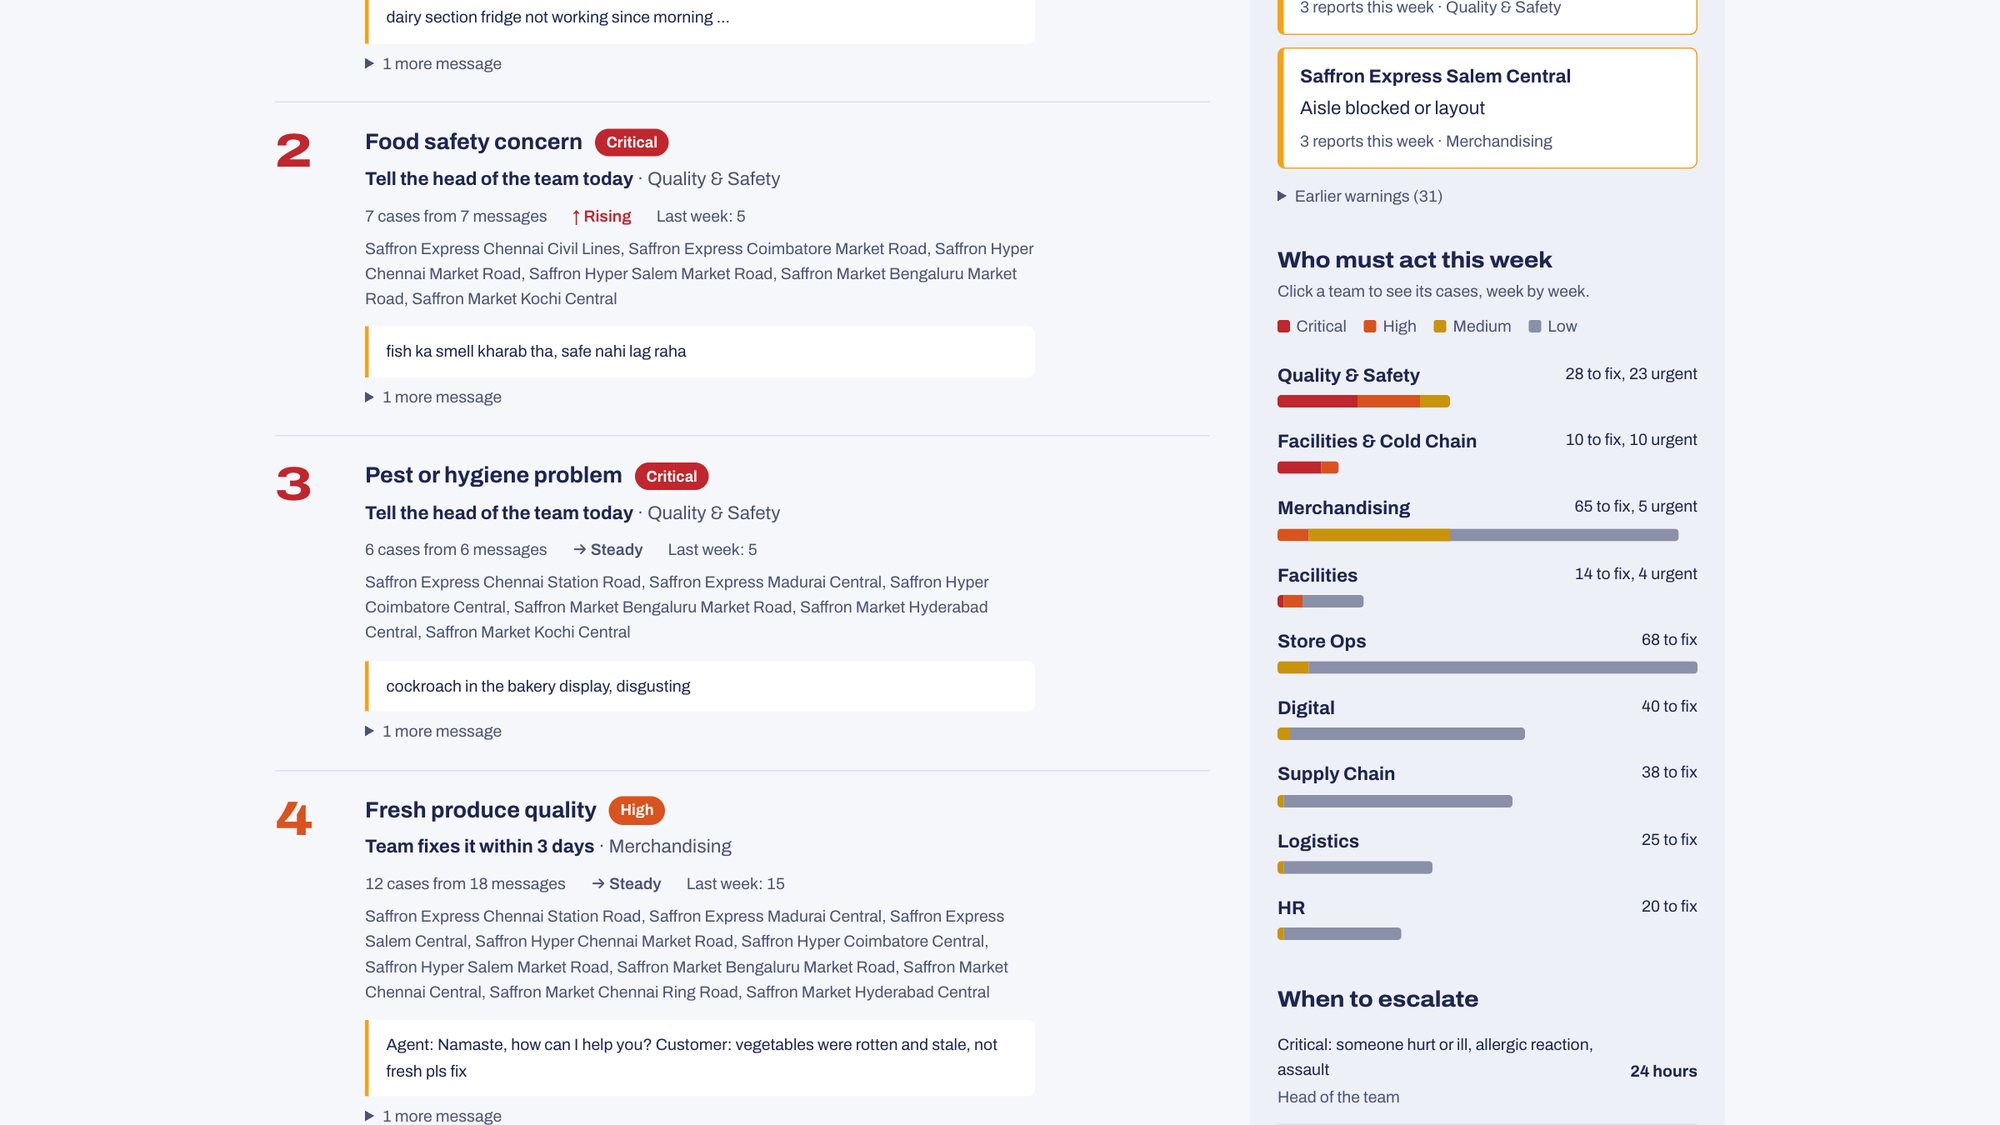 dairy section fridge not working since morning ...
▶ 1 more message
2
Food safety concern Critical
Tell the head of the team today · Quality & Safety
7 cases from 7 messages ↑ Rising Last week: 5
Saffron Express Chennai Civil Lines, Saffron Express Coimbatore Market Road, Saffron Hyper
Chennai Market Road, Saffron Hyper Salem Market Road, Saffron Market Bengaluru Market
Road, Saffron Market Kochi Central
fish ka smell kharab tha, safe nahi lag raha
▶ 1 more message
3
Pest or hygiene problem Critical
Tell the head of the team today · Quality & Safety
6 cases from 6 messages → Steady Last week: 5
Saffron Express Chennai Station Road, Saffron Express Madurai Central, Saffron Hyper
Coimbatore Central, Saffron Market Bengaluru Market Road, Saffron Market Hyderabad
Central, Saffron Market Kochi Central
cockroach in the bakery display, disgusting
▶ 1 more message
4
Fresh produce quality High
Team fixes it within 3 days · Merchandising
12 cases from 18 messages → Steady Last week: 15
Saffron Express Chennai Station Road, Saffron Express Madurai Central, Saffron Express
Salem Central, Saffron Hyper Chennai Market Road, Saffron Hyper Coimbatore Central,
Saffron Hyper Salem Market Road, Saffron Market Bengaluru Market Road, Saffron Market
Chennai Central, Saffron Market Chennai Ring Road, Saffron Market Hyderabad Central
Agent: Namaste, how can I help you? Customer: vegetables were rotten and stale, not
fresh pls fix
▶ 1 more message
3 reports this week · Quality & Safety
Saffron Express Salem Central
Aisle blocked or layout
3 reports this week · Merchandising
▶ Earlier warnings (31)
Who must act this week
Click a team to see its cases, week by week.
Critical High Medium Low
Quality & Safety 28 to fix, 23 urgent
Facilities & Cold Chain 10 to fix, 10 urgent
Merchandising 65 to fix, 5 urgent
Facilities 14 to fix, 4 urgent
Store Ops 68 to fix
Digital 40 to fix
Supply Chain 38 to fix
Logistics 25 to fix
HR 20 to fix
When to escalate
Critical: someone hurt or ill, allergic reaction,
assault 24 hours
Head of the team